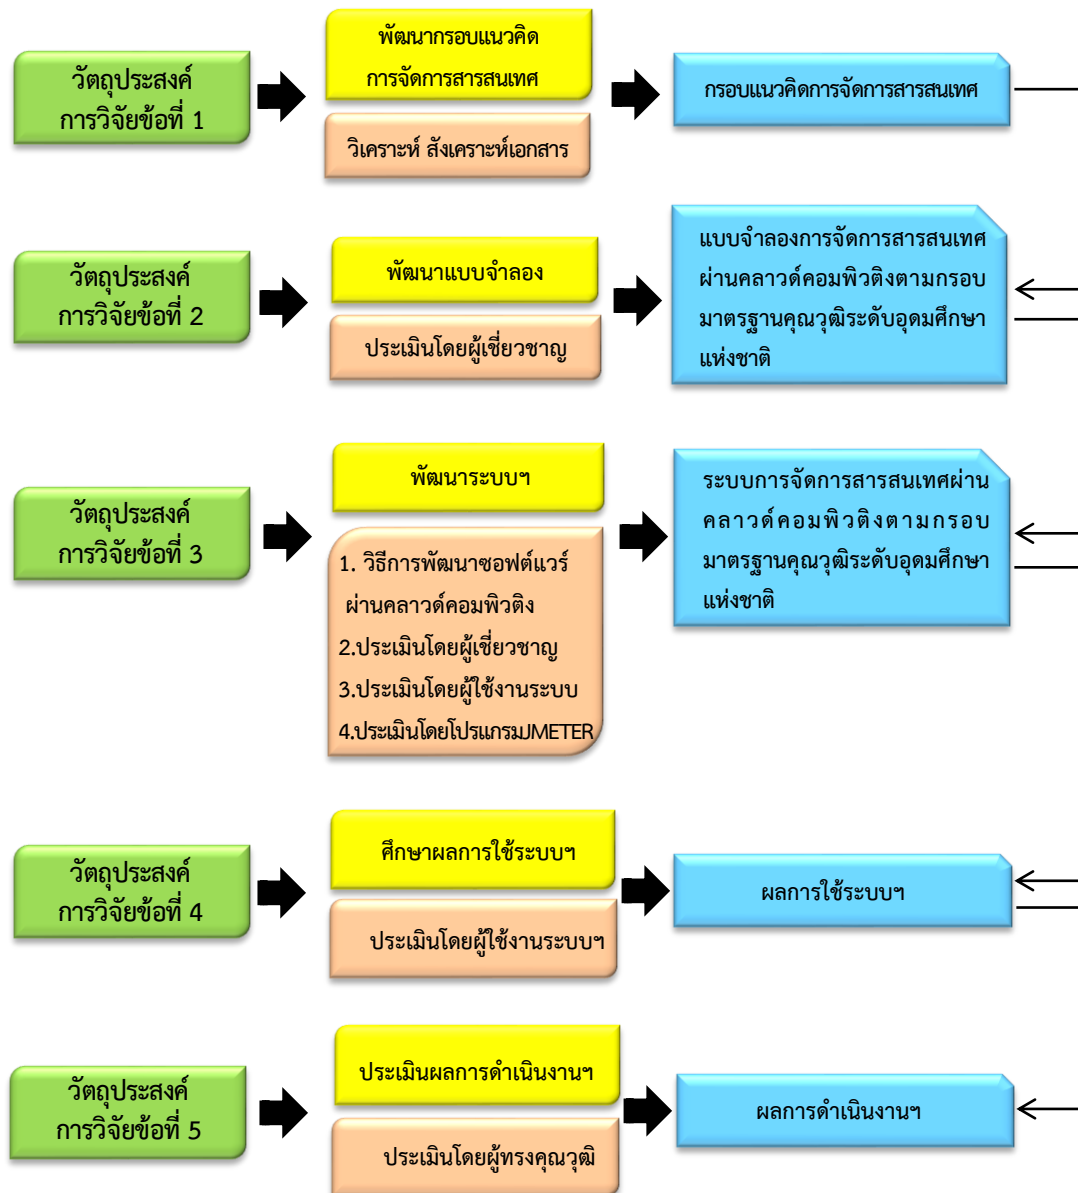 วัตถุประสงค์
การวิจัยข้อที่ 1
พัฒนากรอบแนวคิด
การจัดการสารสนเทศ
วิเคราะห์ สังเคราะห์เอกสาร
กรอบแนวคิดการจัดการสารสนเทศ
วัตถุประสงค์
การวิจัยข้อที่ 2
พัฒนาแบบจำลอง
ประเมินโดยผู้เชี่ยวชาญ
แบบจำลองการจัดการสารสนเทศ
ผ่านคลาวด์คอมพิวติงตามกรอบ
มาตรฐานคุณวุฒิระดับอุดมศึกษา
แห่งชาติ
วัตถุประสงค์
การวิจัยข้อที่ 3
พัฒนาระบบฯ
1. วิธีการพัฒนาซอฟต์แวร์
ผ่านคลาวด์คอมพิวติง
2.ประเมินโดยผู้เชี่ยวชาญ
3.ประเมินโดยผู้ใช้งานระบบ
4.ประเมินโดยโปรแกรมJMETER
ระบบการจัดการสารสนเทศผ่าน
คลาวด์คอมพิวติงตามกรอบ
มาตรฐานคุณวุฒิระดับอุดมศึกษา
แห่งชาติ
วัตถุประสงค์
การวิจัยข้อที่ 4
ศึกษาผลการใช้ระบบฯ
ประเมินโดยผู้ใช้งานระบบฯ
ผลการใช้ระบบฯ
วัตถุประสงค์
การวิจัยข้อที่ 5
ประเมินผลการดำเนินงานฯ
ประเมินโดยผู้ทรงคุณวุฒิ
ผลการดำเนินงานฯ